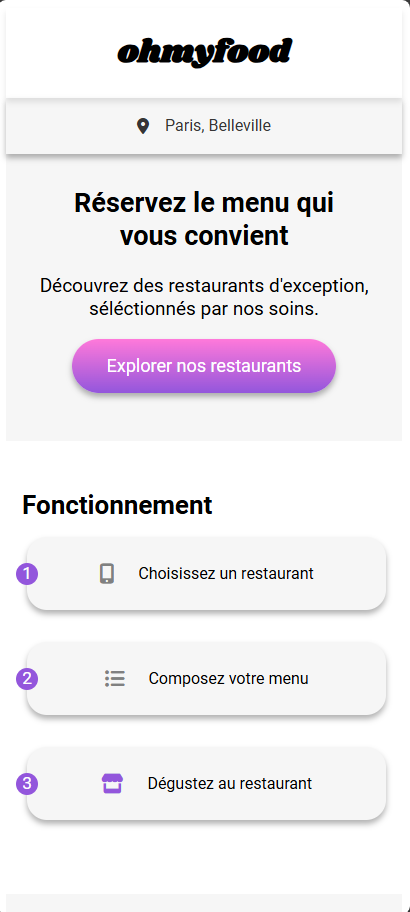 ohmyfood
Paris, Belleville
Réservez le menu qui
vous convient
Découvrez des restaurants d'exception,
séléctionnés par nos soins.
Explorer nos restaurants
Fonctionnement
1 Choisissez un restaurant
2 Composez votre menu
3 Dégustez au restaurant